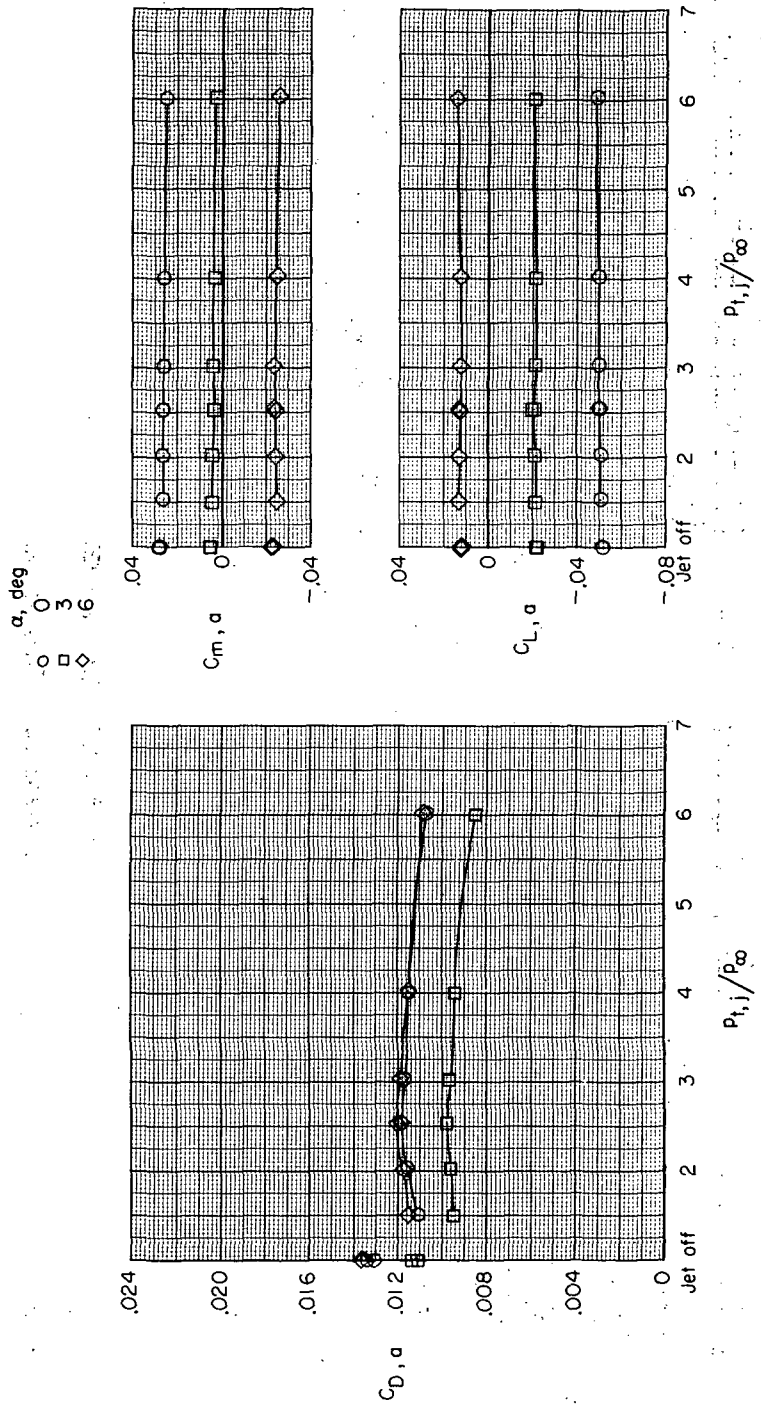 α, deg
0
3
6
.04
0
-.04
C_m, a
.04
0
-.04
-.08
C_L, a
Jet off 2 3 4 5 6 7
p_t,j/p_∞
.024
.020
.016
.012
.008
.004
0
C_D, a
Jet off 2 3 4 5 6 7
p_t,j/p_∞